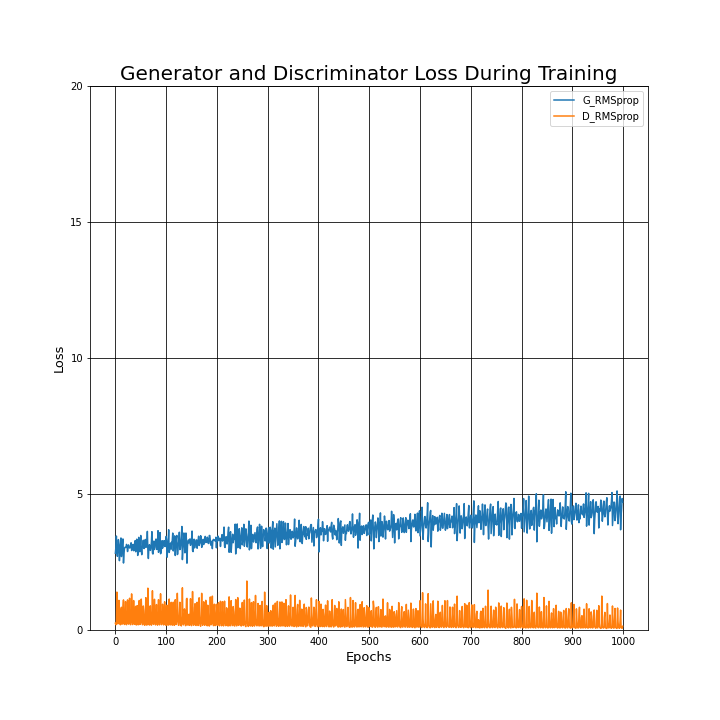 Generator and Discriminator Loss During Training
20
15
10
5
0
Loss
G_RMSprop
D_RMSprop
0 100 200 300 400 500 600 700 800 900 1000
Epochs